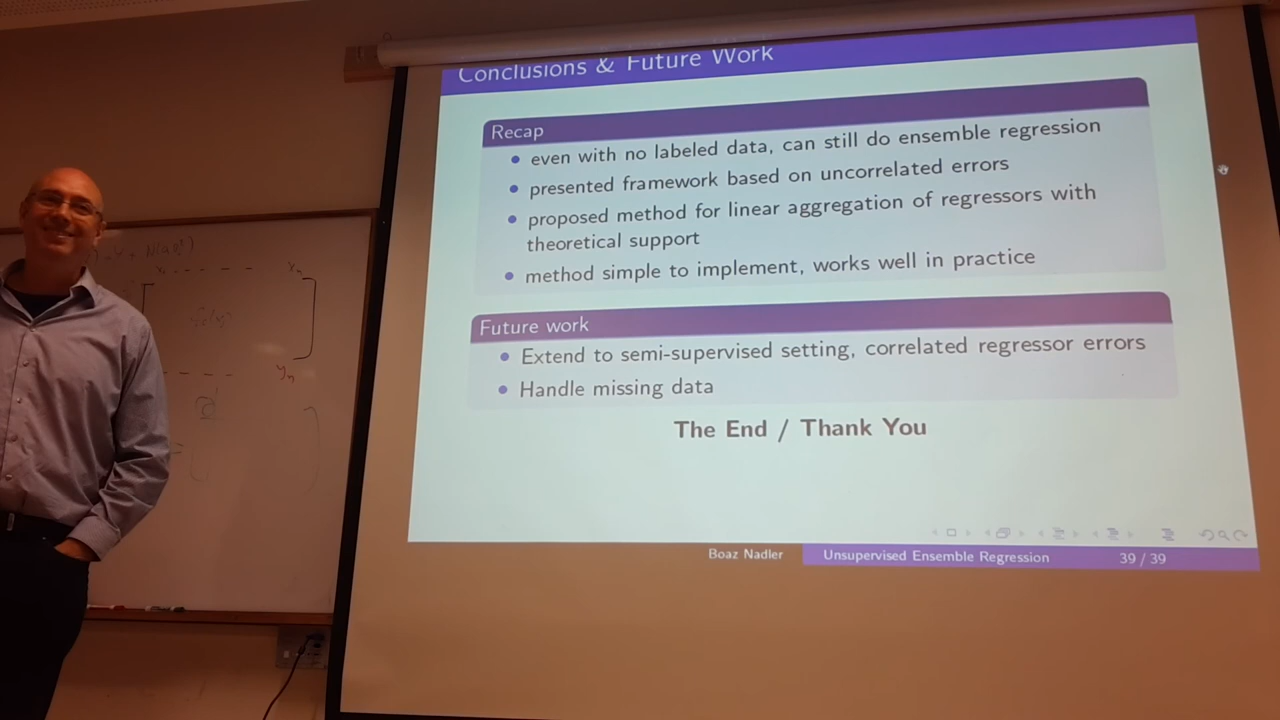 Conclusions & Future Work
Recap
even with no labeled data, can still do ensemble regression
presented framework based on uncorrelated errors
proposed method for linear aggregation of regressors with
theoretical support
method simple to implement, works well in practice
Future work
Extend to semi-supervised setting, correlated regressor errors
Handle missing data
The End / Thank You
Boaz Nadler
Unsupervised Ensemble Regression
39 / 39